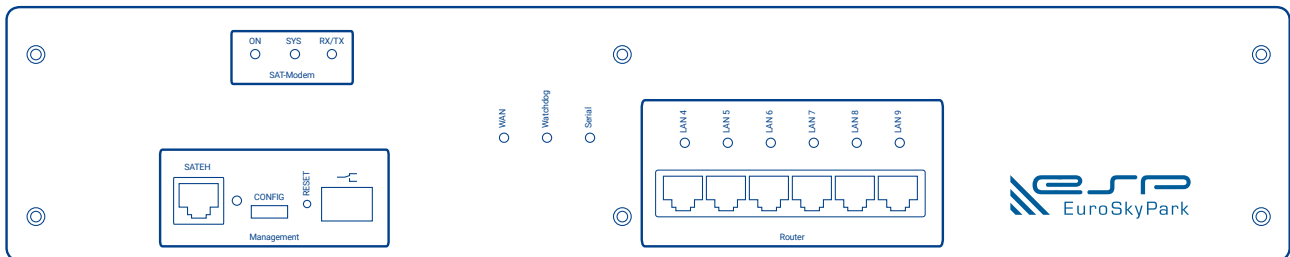 ON SYS RX/TX
SAT-Modem
WAN
Watchdog
Serial
LAN 4
LAN 5
LAN 6
LAN 7
LAN 8
LAN 9
SATEH
CONFIG
RESET
Management
Router
esp
EuroSkyPark